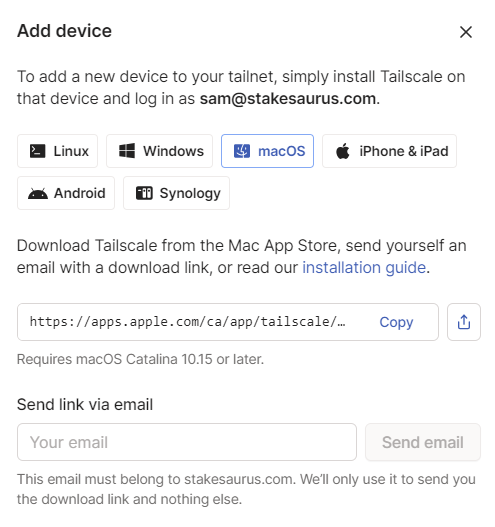 Add device
To add a new device to your tailnet, simply install Tailscale on
that device and log in as sam@stakesaurus.com.
Linux Windows macOS iPhone & iPad
Android Synology
Download Tailscale from the Mac App Store, send yourself an
email with a download link, or read our installation guide.
https://apps.apple.com/ca/app/tailscale/… Copy
Requires macOS Catalina 10.15 or later.
Send link via email
Your email Send email
This email must belong to stakesaurus.com. We’ll only use it to send you
the download link and nothing else.